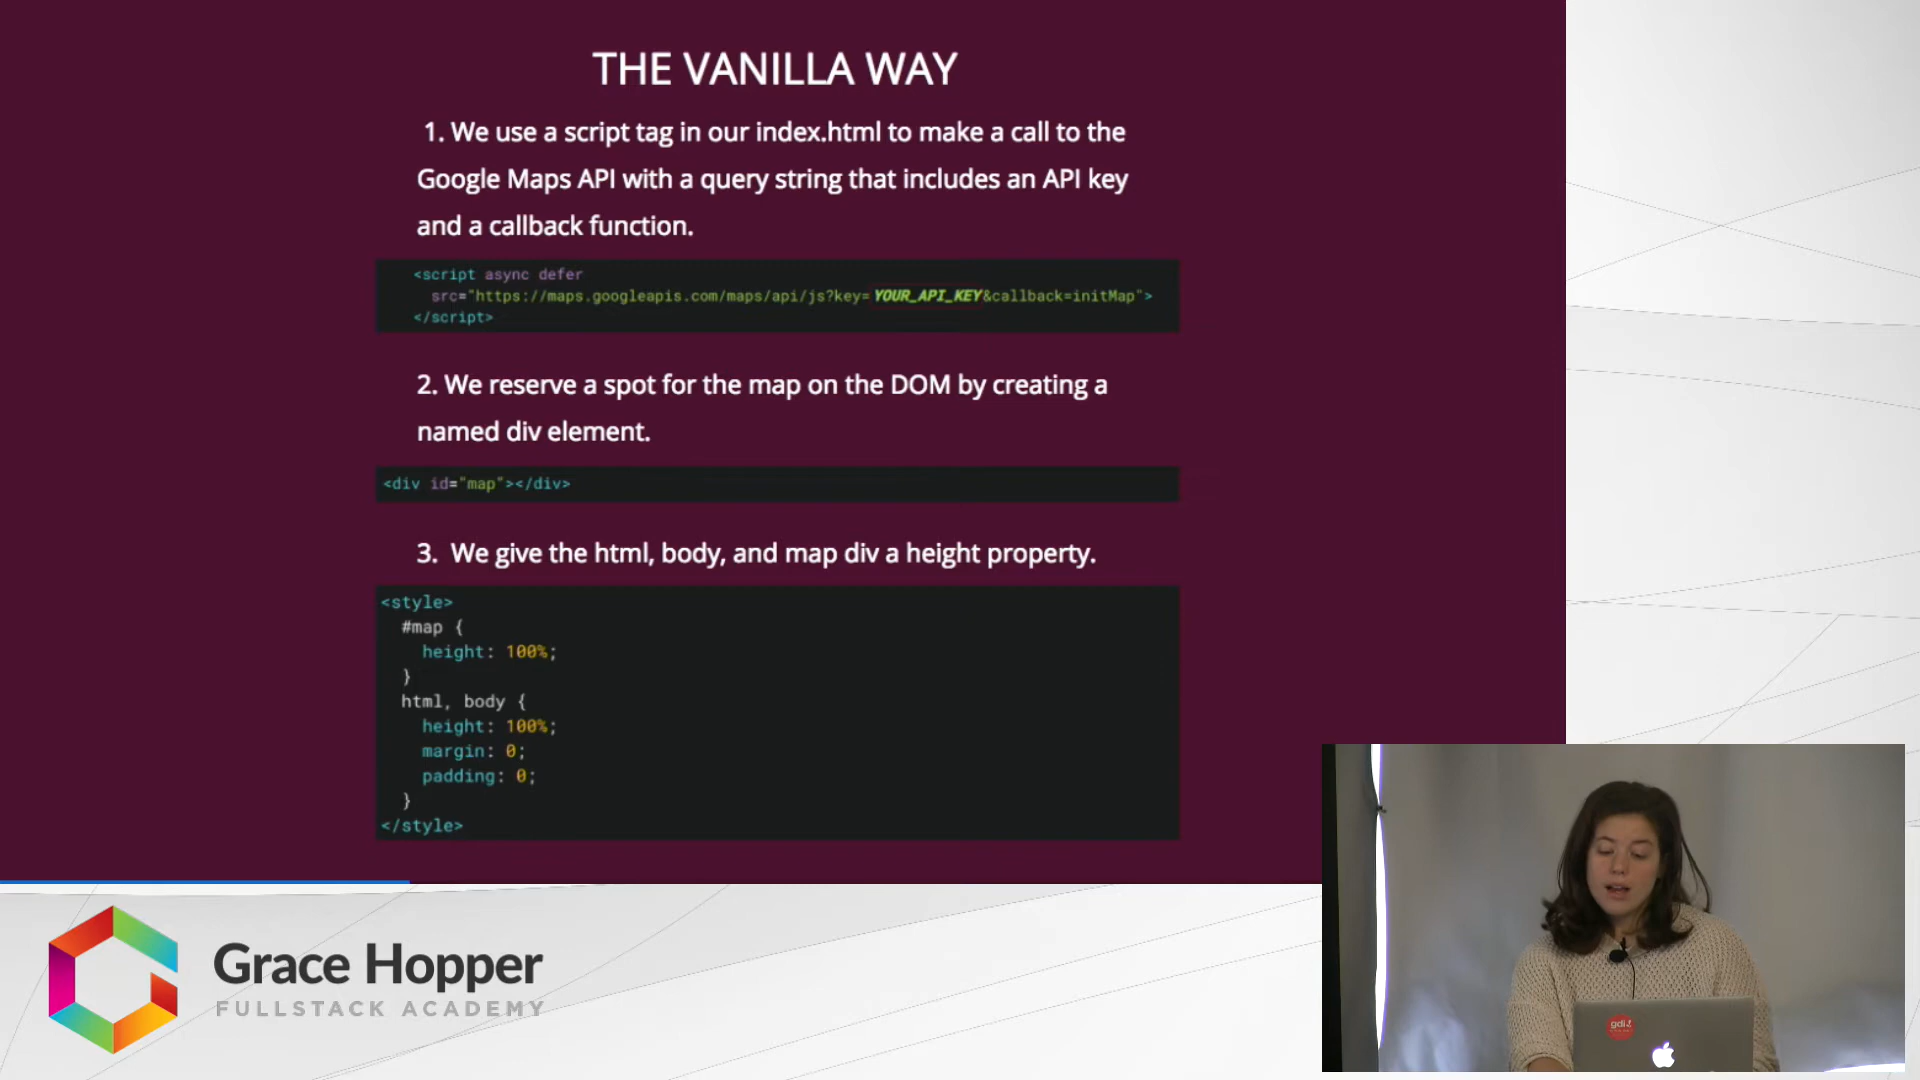 THE VANILLA WAY
1. We use a script tag in our index.html to make a call to the
Google Maps API with a query string that includes an API key
and a callback function.
<script async defer
src="https://maps.googleapis.com/maps/api/js?key=YOUR_API_KEY&callback=initMap">
</script>
2. We reserve a spot for the map on the DOM by creating a
named div element.
<div id="map"></div>
3. We give the html, body, and map div a height property.
<style>
#map {
height: 100%;
}
html, body {
height: 100%;
margin: 0;
padding: 0;
}
</style>
Grace Hopper
FULLSTACK ACADEMY
gdi